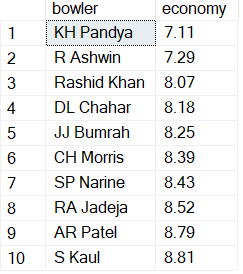 bowler economy
1 KH Pandya 7.11
2 R Ashwin 7.29
3 Rashid Khan 8.07
4 DL Chahar 8.18
5 JJ Bumrah 8.25
6 CH Morris 8.39
7 SP Narine 8.43
8 RA Jadeja 8.52
9 AR Patel 8.79
10 S Kaul 8.81